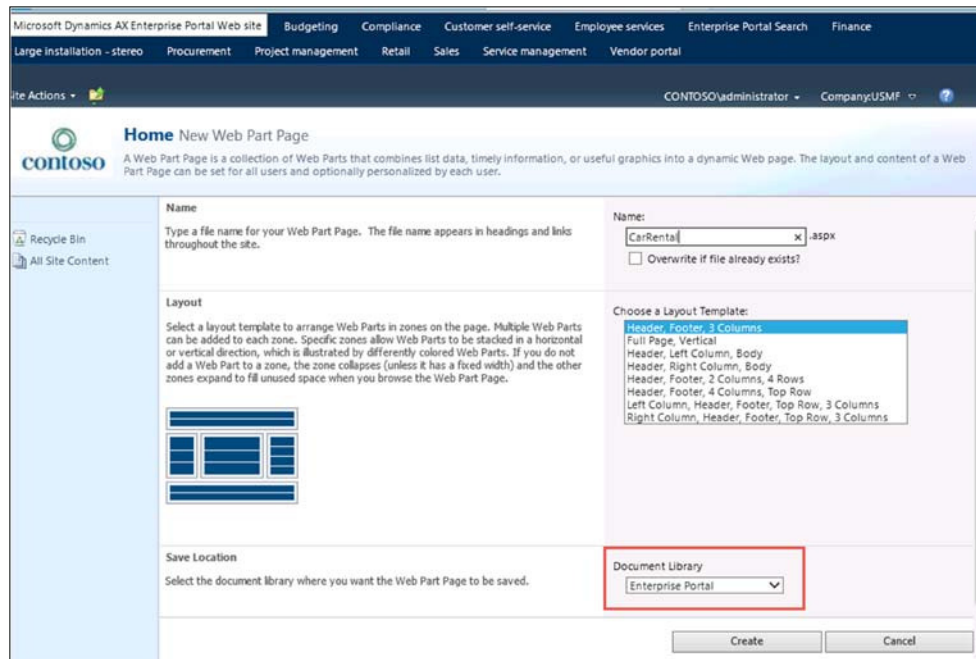 Microsoft Dynamics AX Enterprise Portal Web site Budgeting Compliance Customer self-service Employee services Enterprise Portal Search Finance
Large installation - stereo Procurement Project management Retail Sales Service management Vendor portal
ite Actions CONTOSO\administrator Company:USMF ?
contoso
Home New Web Part Page
A Web Part Page is a collection of Web Parts that combines list data, timely information, or useful graphics into a dynamic Web page. The layout and content of a Web
Part Page can be set for all users and optionally personalized by each user.
Recycle Bin
All Site Content
Name
Type a file name for your Web Part Page. The file name appears in headings and links
throughout the site.
Name:
CarRental x .aspx
Overwrite if file already exists?
Layout
Select a layout template to arrange Web Parts in zones on the page. Multiple Web Parts
can be added to each zone. Specific zones allow Web Parts to be stacked in a horizontal
or vertical direction, which is illustrated by differently colored Web Parts. If you do not
add a Web Part to a zone, the zone collapses (unless it has a fixed width) and the other
zones expand to fill unused space when you browse the Web Part Page.
Choose a Layout Template:
Header, Footer, 3 Columns
Full Page, Vertical
Header, Left Column, Body
Header, Right Column, Body
Header, Footer, 2 Columns, 4 Rows
Header, Footer, 4 Columns, Top Row
Left Column, Header, Footer, Top Row, 3 Columns
Right Column, Header, Footer, Top Row, 3 Columns
Save Location
Select the document library where you want the Web Part Page to be saved.
Document Library
Enterprise Portal
Create Cancel